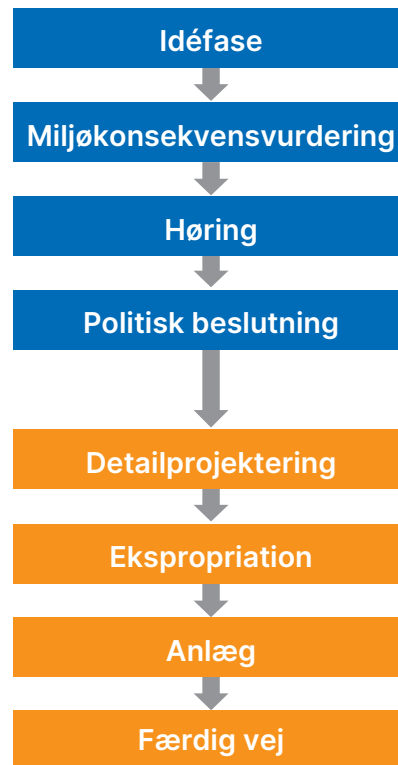 Idéfase
Miljøkonsekvensvurdering
Høring
Politisk beslutning
Detailprojektering
Ekspropriation
Anlæg
Færdig vej